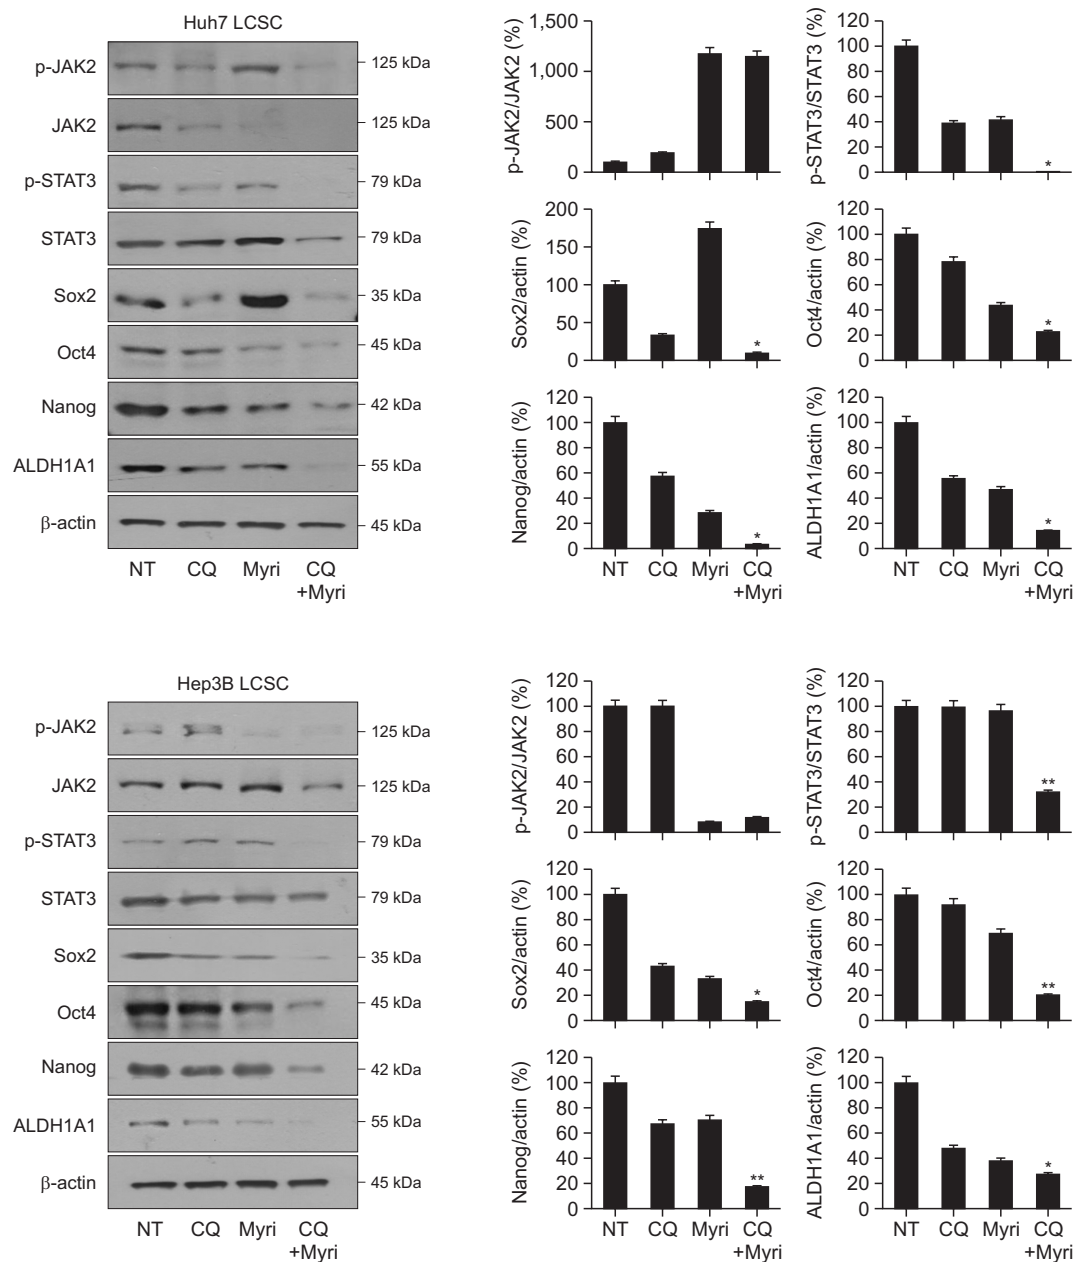 Huh7 LCSC
p-JAK2
125 kDa
JAK2
125 kDa
p-STAT3
79 kDa
STAT3
79 kDa
Sox2
35 kDa
Oct4
45 kDa
Nanog
42 kDa
ALDH1A1
55 kDa
β-actin
45 kDa
NT CQ Myri CQ
+Myri
p-JAK2/JAK2 (%)
1,500
1,000
500
0
p-STAT3/STAT3 (%)
120
100
80
60
40
20
0
*
Sox2/actin (%)
200
150
100
50
0
*
Oct4/actin (%)
120
100
80
60
40
20
0
*
Nanog/actin (%)
120
100
80
60
40
20
0
*
NT CQ Myri CQ
+Myri
ALDH1A1/actin (%)
120
100
80
60
40
20
0
*
NT CQ Myri CQ
+Myri
Hep3B LCSC
p-JAK2
125 kDa
JAK2
125 kDa
p-STAT3
79 kDa
STAT3
79 kDa
Sox2
35 kDa
Oct4
45 kDa
Nanog
42 kDa
ALDH1A1
55 kDa
β-actin
45 kDa
NT CQ Myri CQ
+Myri
p-JAK2/JAK2 (%)
120
100
80
60
40
20
0
p-STAT3/STAT3 (%)
120
100
80
60
40
20
0
**
Sox2/actin (%)
120
100
80
60
40
20
0
*
Oct4/actin (%)
120
100
80
60
40
20
0
**
Nanog/actin (%)
120
100
80
60
40
20
0
**
NT CQ Myri CQ
+Myri
ALDH1A1/actin (%)
120
100
80
60
40
20
0
*
NT CQ Myri CQ
+Myri